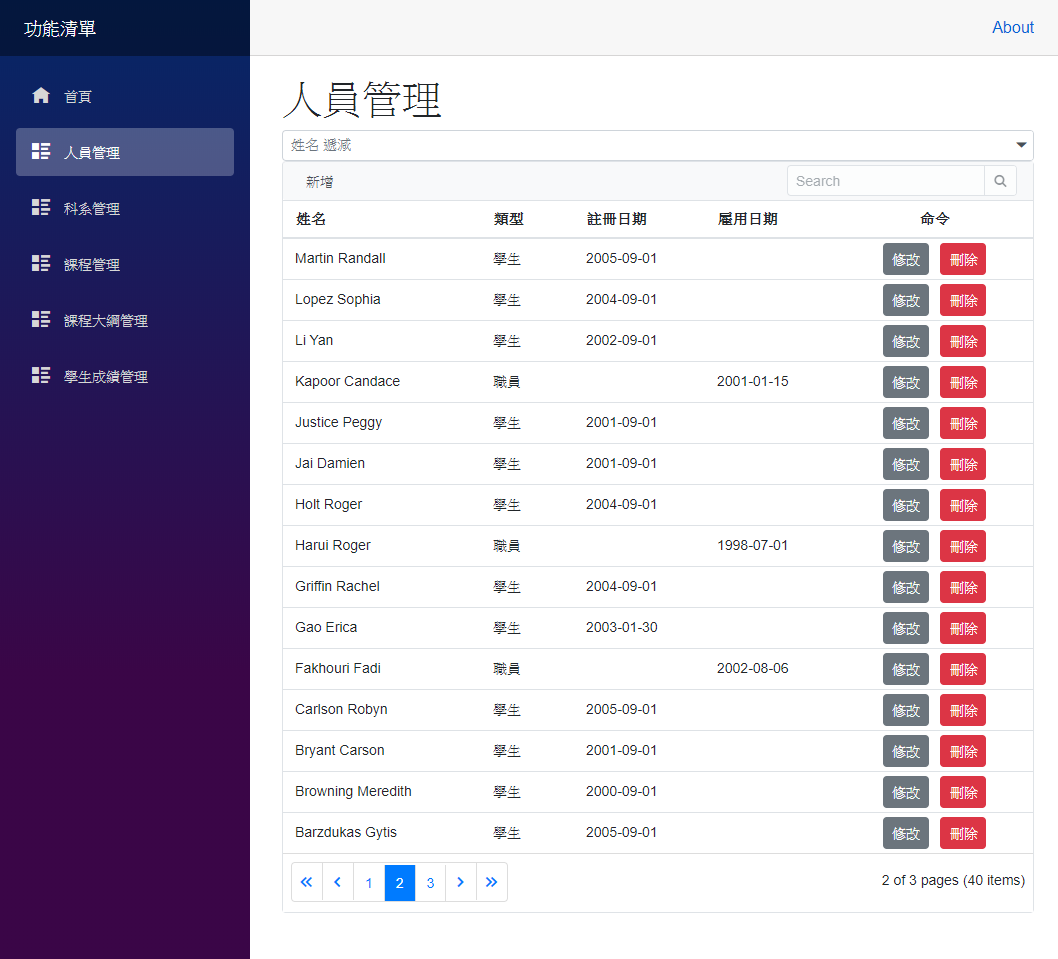 功能清單
About
首頁
人員管理
科系管理
課程管理
課程大綱管理
學生成績管理
人員管理
姓名 遞減
新增 Search
姓名 類型 註冊日期 雇用日期 命令
Martin Randall 學生 2005-09-01 修改 刪除
Lopez Sophia 學生 2004-09-01 修改 刪除
Li Yan 學生 2002-09-01 修改 刪除
Kapoor Candace 職員 2001-01-15 修改 刪除
Justice Peggy 學生 2001-09-01 修改 刪除
Jai Damien 學生 2001-09-01 修改 刪除
Holt Roger 學生 2004-09-01 修改 刪除
Harui Roger 職員 1998-07-01 修改 刪除
Griffin Rachel 學生 2004-09-01 修改 刪除
Gao Erica 學生 2003-01-30 修改 刪除
Fakhouri Fadi 職員 2002-08-06 修改 刪除
Carlson Robyn 學生 2005-09-01 修改 刪除
Bryant Carson 學生 2001-09-01 修改 刪除
Browning Meredith 學生 2000-09-01 修改 刪除
Barzdukas Gytis 學生 2005-09-01 修改 刪除
1 2 3 2 of 3 pages (40 items)